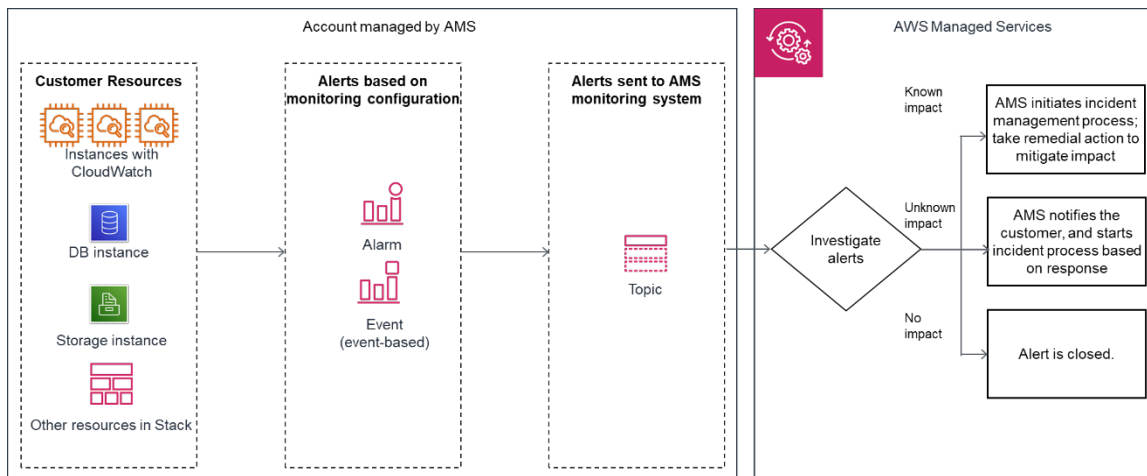 Account managed by AMS
Customer Resources
Instances with
CloudWatch
DB instance
Storage instance
Other resources in Stack
Alerts based on
monitoring configuration
Alarm
Event
(event-based)
Alerts sent to AMS
monitoring system
Topic
AWS Managed Services
Investigate
alerts
Known
impact
AMS initiates incident
management process;
take remedial action to
mitigate impact
Unknown
impact
AMS notifies the
customer, and starts
incident process based
on response
No
impact
Alert is closed.